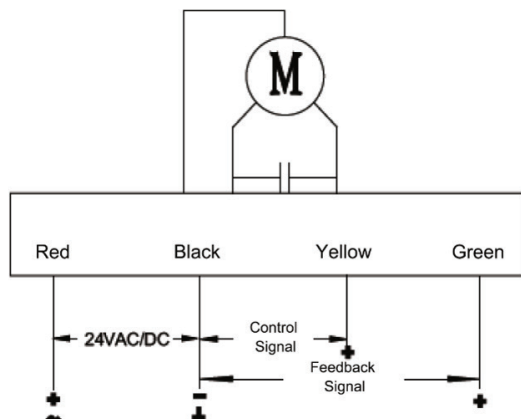 M
Red Black Yellow Green
24VAC/DC
Control
Signal
+
Feedback
Signal
+ - +